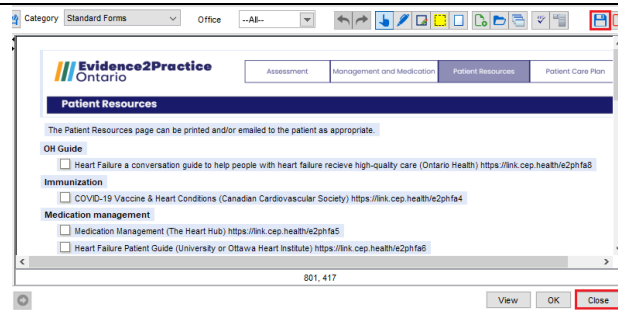 Category Standard Forms Office --All--
Evidence2Practice
Ontario
Assessment Management and Medication Patient Resources Patient Care Plan
Patient Resources
The Patient Resources page can be printed and/or emailed to the patient as appropriate.
OH Guide
Heart Failure a conversation guide to help people with heart failure recieve high-quality care (Ontario Health) https://link.cep.health/e2phfa8
Immunization
COVID-19 Vaccine & Heart Conditions (Canadian Cardiovascular Society) https://link.cep.health/e2phfa4
Medication management
Medication Management (The Heart Hub) https://link.cep.health/e2phfa5
Heart Failure Patient Guide (University or Ottawa Heart Institute) https://link.cep.health/e2phfa6
801, 417
View OK Close